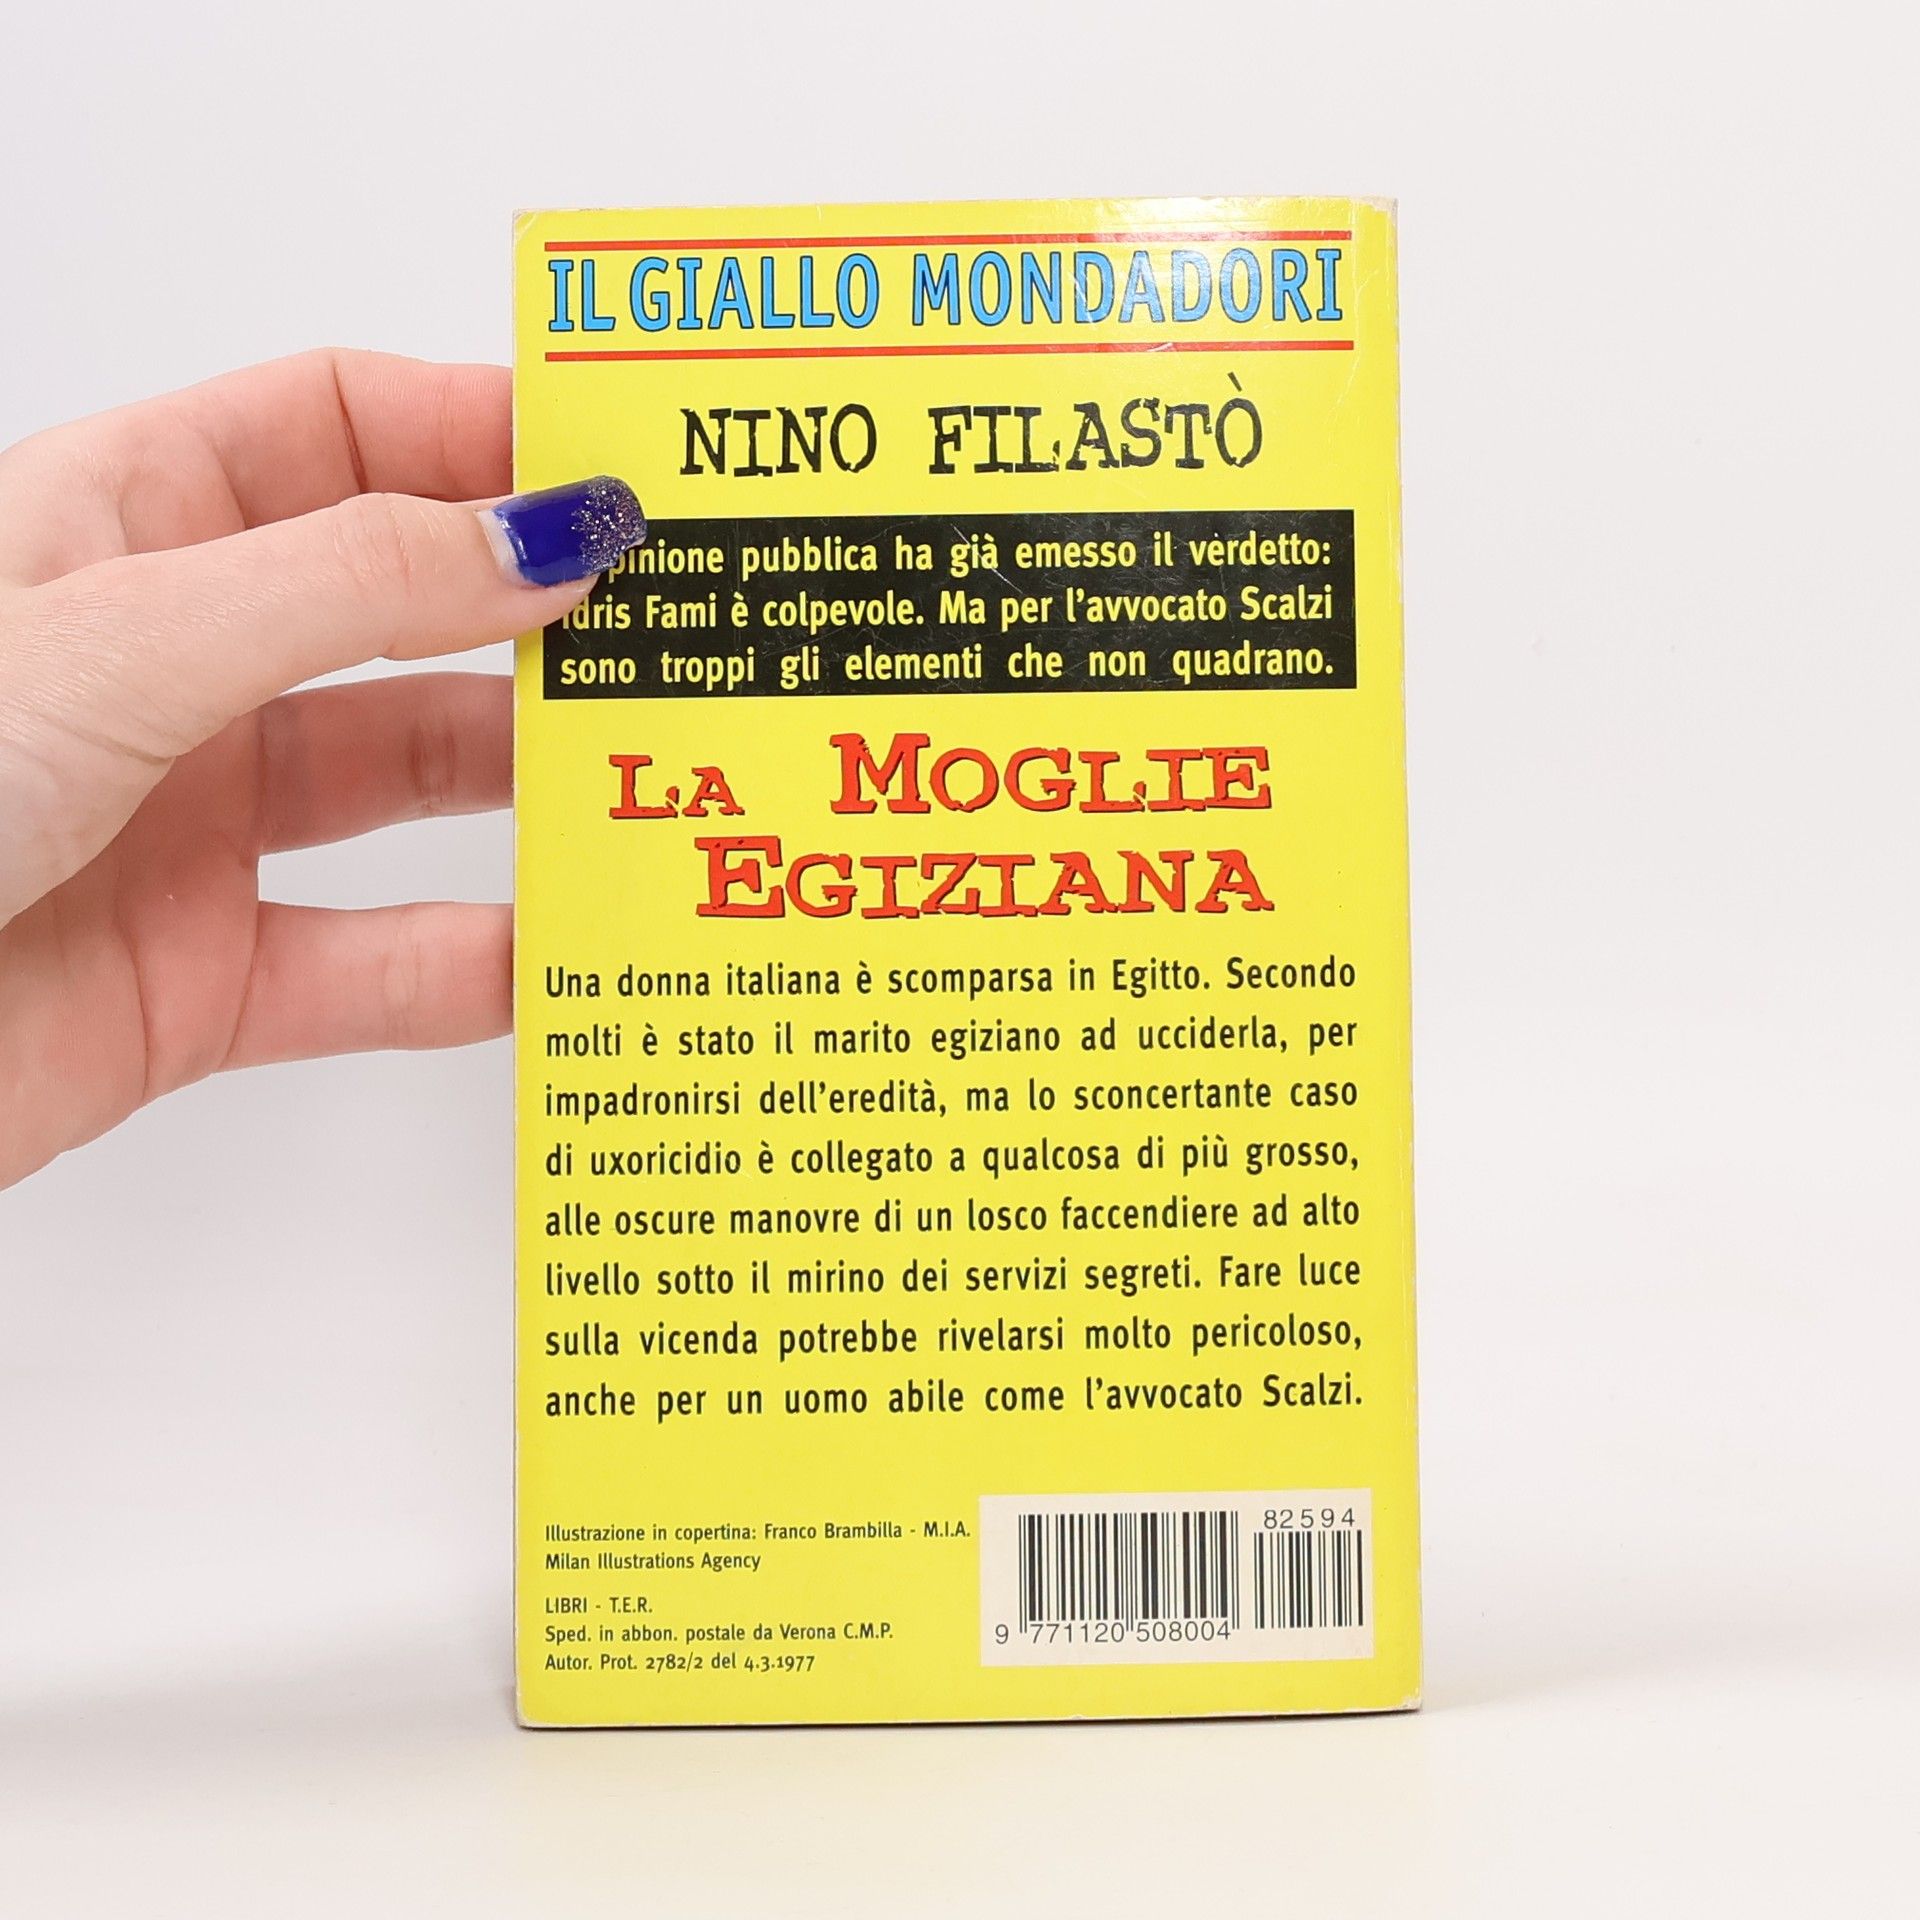 IL GIALLO MONDADORI
NINO FILASTÒ
pinione pubblica ha già emesso il verdetto:
Idris Fami è colpevole. Ma per l'avvocato Scalzi
sono troppi gli elementi che non quadrano.
LA MOGLIE
EGIZIANA
Una donna italiana è scomparsa in Egitto. Secondo
molti è stato il marito egiziano ad ucciderla, per
impadronirsi dell'eredità, ma lo sconcertante caso
di uxoricidio è collegato a qualcosa di più grosso,
alle oscure manovre di un losco faccendiere ad alto
livello sotto il mirino dei servizi segreti. Fare luce
sulla vicenda potrebbe rivelarsi molto pericoloso,
anche per un uomo abile come l'avvocato Scalzi.
Illustrazione in copertina: Franco Brambilla - M.I.A.
Milan Illustrations Agency
LIBRI - T.E.R.
Sped. in abbon. postale da Verona C.M.P.
Autor. Prot. 2782/2 del 4.3.1977
82594
9 771120 508004